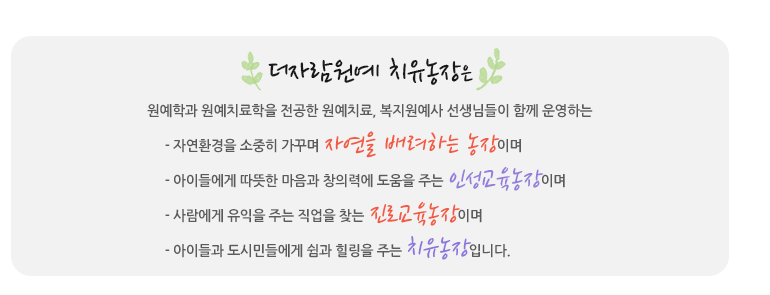 더자람원예 치유농장은
원예학과 원예치료학을 전공한 원예치료, 복지원예사 선생님들이 함께 운영하는
- 자연환경을 소중히 가꾸며 자연을 배려하는 농장이며
- 아이들에게 따뜻한 마음과 창의력에 도움을 주는 인성교육농장이며
- 사람에게 유익을 주는 직업을 찾는 진로교육농장이며
- 아이들과 도시민들에게 쉼과 힐링을 주는 치유농장입니다.